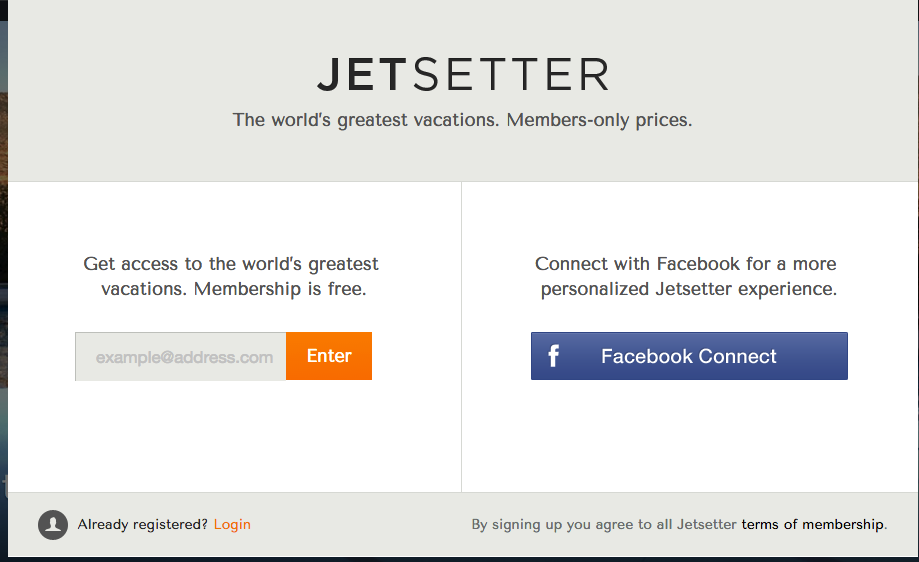 JETSETTER
The world's greatest vacations. Members-only prices.
Get access to the world's greatest
vacations. Membership is free.
example@address.com
Enter
Connect with Facebook for a more
personalized Jetsetter experience.
f
Facebook Connect
Already registered? Login
By signing up you agree to all Jetsetter terms of membership.